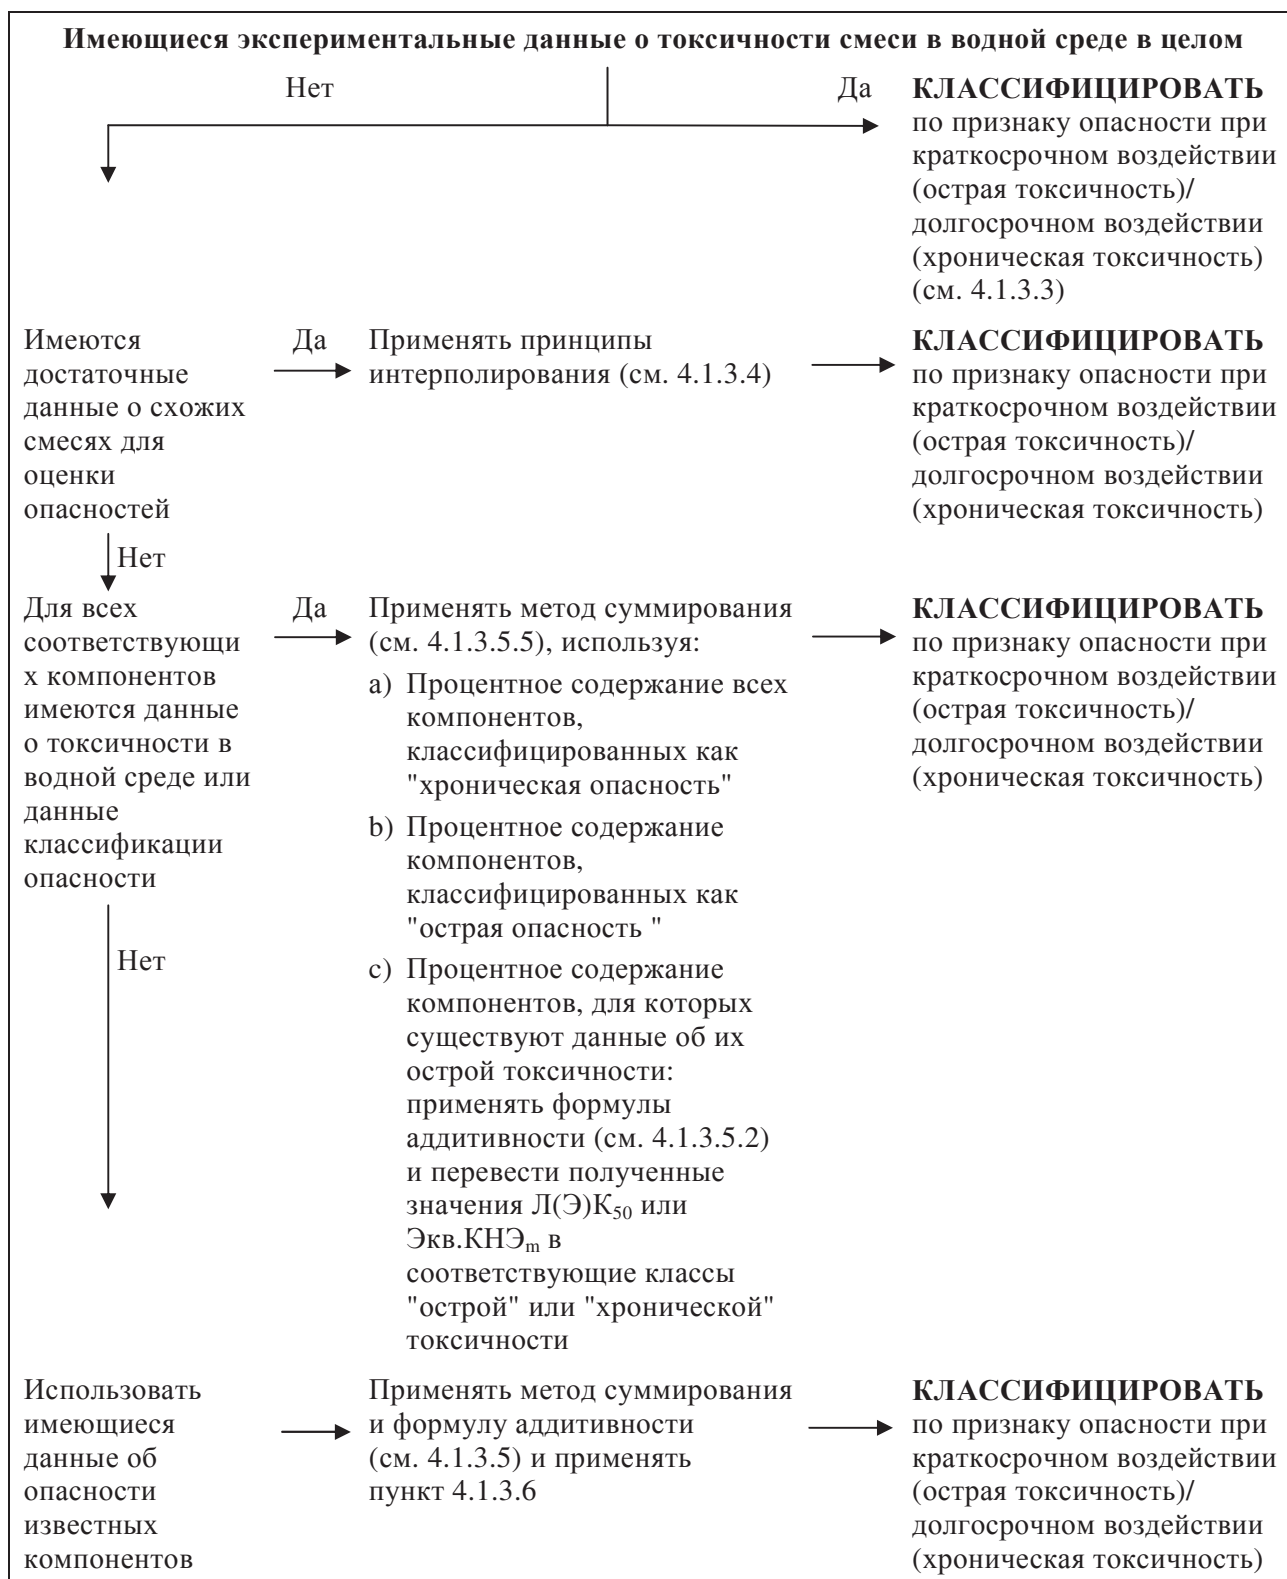 Имеющиеся экспериментальные данные о токсичности смеси в водной среде в целом
Нет
Да
КЛАССИФИЦИРОВАТЬ
по признаку опасности при
краткосрочном воздействии
(острая токсичность)/
долгосрочном воздействии
(хроническая токсичность)
(см. 4.1.3.3)
Имеются
достаточные
данные о схожих
смесях для
оценки
опасностей
Да
Применять принципы
интерполирования (см. 4.1.3.4)
КЛАССИФИЦИРОВАТЬ
по признаку опасности при
краткосрочном воздействии
(острая токсичность)/
долгосрочном воздействии
(хроническая токсичность)
Нет
Для всех
соответствующи
х компонентов
имеются данные
о токсичности в
водной среде или
данные
классификации
опасности
Да
Применять метод суммирования
(см. 4.1.3.5.5), используя:
a) Процентное содержание всех
компонентов,
классифицированных как
"хроническая опасность"
b) Процентное содержание
компонентов,
классифицированных как
"острая опасность "
c) Процентное содержание
компонентов, для которых
существуют данные об их
острой токсичности:
применять формулы
аддитивности (см. 4.1.3.5.2)
и перевести полученные
значения Л(Э)К50 или
Экв.КНЭm в
соответствующие классы
"острой" или "хронической"
токсичности
КЛАССИФИЦИРОВАТЬ
по признаку опасности при
краткосрочном воздействии
(острая токсичность)/
долгосрочном воздействии
(хроническая токсичность)
Нет
Использовать
имеющиеся
данные об
опасности
известных
компонентов
Применять метод суммирования
и формулу аддитивности
(см. 4.1.3.5) и применять
пункт 4.1.3.6
КЛАССИФИЦИРОВАТЬ
по признаку опасности при
краткосрочном воздействии
(острая токсичность)/
долгосрочном воздействии
(хроническая токсичность)